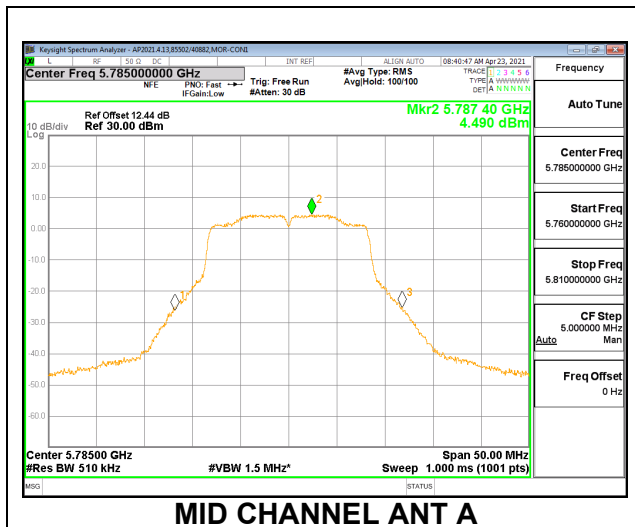 Keysight Spectrum Analyzer - AP2021.4.13,85502/40882,MOR-CON1
L RF 50 Ω DC INT REF ALIGN AUTO 08:40:47 AM Apr 23, 2021
Center Freq 5.785000000 GHz
NFE
PNO: Fast
IFGain:Low
Trig: Free Run
#Atten: 30 dB
#Avg Type: RMS
Avg|Hold: 100/100
TRACE 1 2 3 4 5 6
TYPE A WWWWW
DET A N N N N N
Frequency
Auto Tune
Center Freq
5.785000000 GHz
Start Freq
5.760000000 GHz
Stop Freq
5.810000000 GHz
CF Step
5.000000 MHz
Auto Man
Freq Offset
0 Hz
Mkr2 5.787 40 GHz
4.490 dBm
Ref Offset 12.44 dB
10 dB/div Ref 30.00 dBm
Log
20.0
10.0
0.00
-10.0
-20.0
-30.0
-40.0
-50.0
-60.0
1
2
3
Center 5.78500 GHz Span 50.00 MHz
#Res BW 510 kHz #VBW 1.5 MHz* Sweep 1.000 ms (1001 pts)
MSG STATUS
MID CHANNEL ANT A